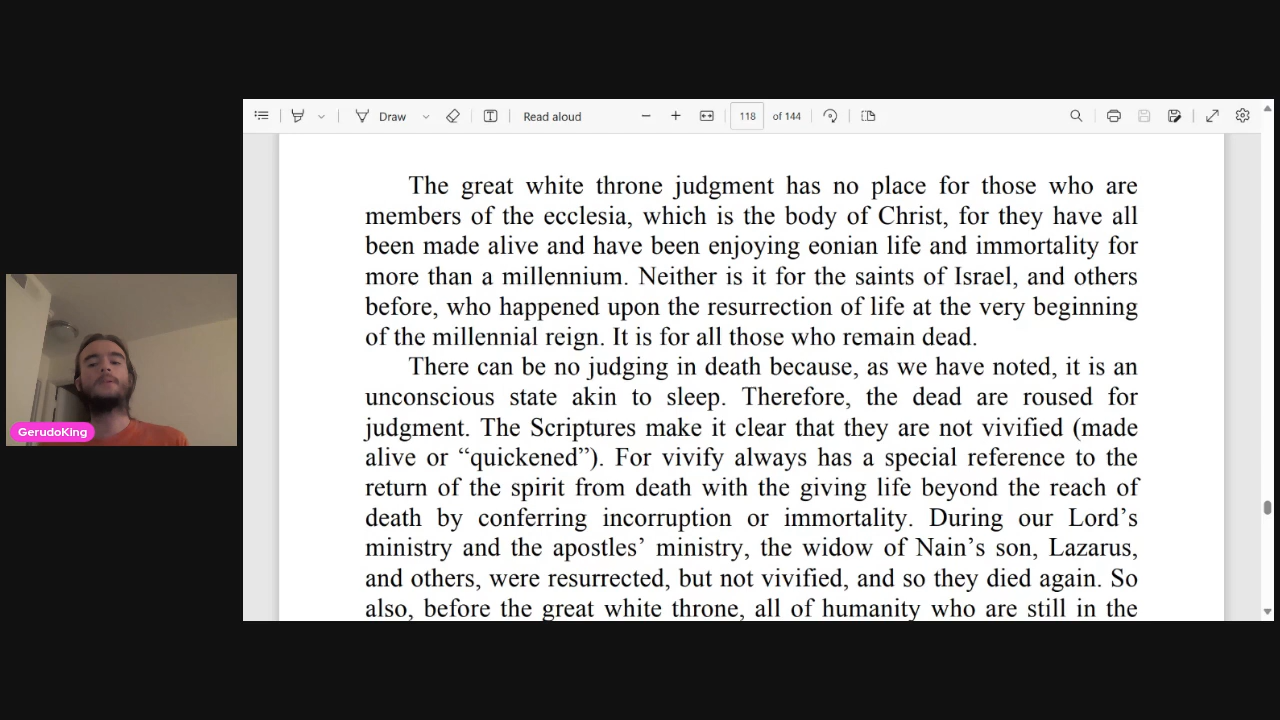 Draw
Read aloud
118 of 144
The great white throne judgment has no place for those who are
members of the ecclesia, which is the body of Christ, for they have all
been made alive and have been enjoying eonian life and immortality for
more than a millennium. Neither is it for the saints of Israel, and others
before, who happened upon the resurrection of life at the very beginning
of the millennial reign. It is for all those who remain dead.
There can be no judging in death because, as we have noted, it is an
unconscious state akin to sleep. Therefore, the dead are roused for
judgment. The Scriptures make it clear that they are not vivified (made
alive or “quickened”). For vivify always has a special reference to the
return of the spirit from death with the giving life beyond the reach of
death by conferring incorruption or immortality. During our Lord’s
ministry and the apostles’ ministry, the widow of Nain’s son, Lazarus,
and others, were resurrected, but not vivified, and so they died again. So
also, before the great white throne, all of humanity who are still in the
GerudoKing